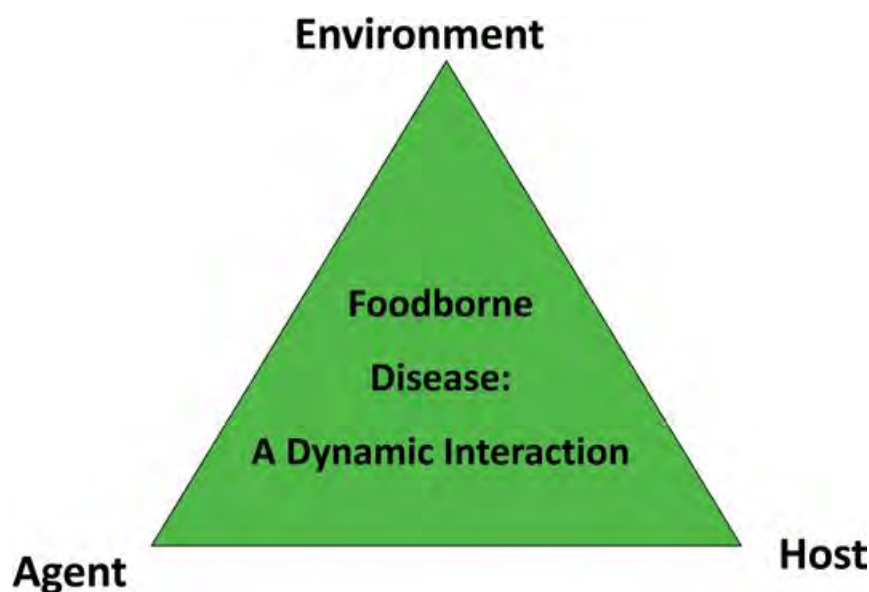 Environment
Foodborne
Disease:
A Dynamic Interaction
Agent
Host